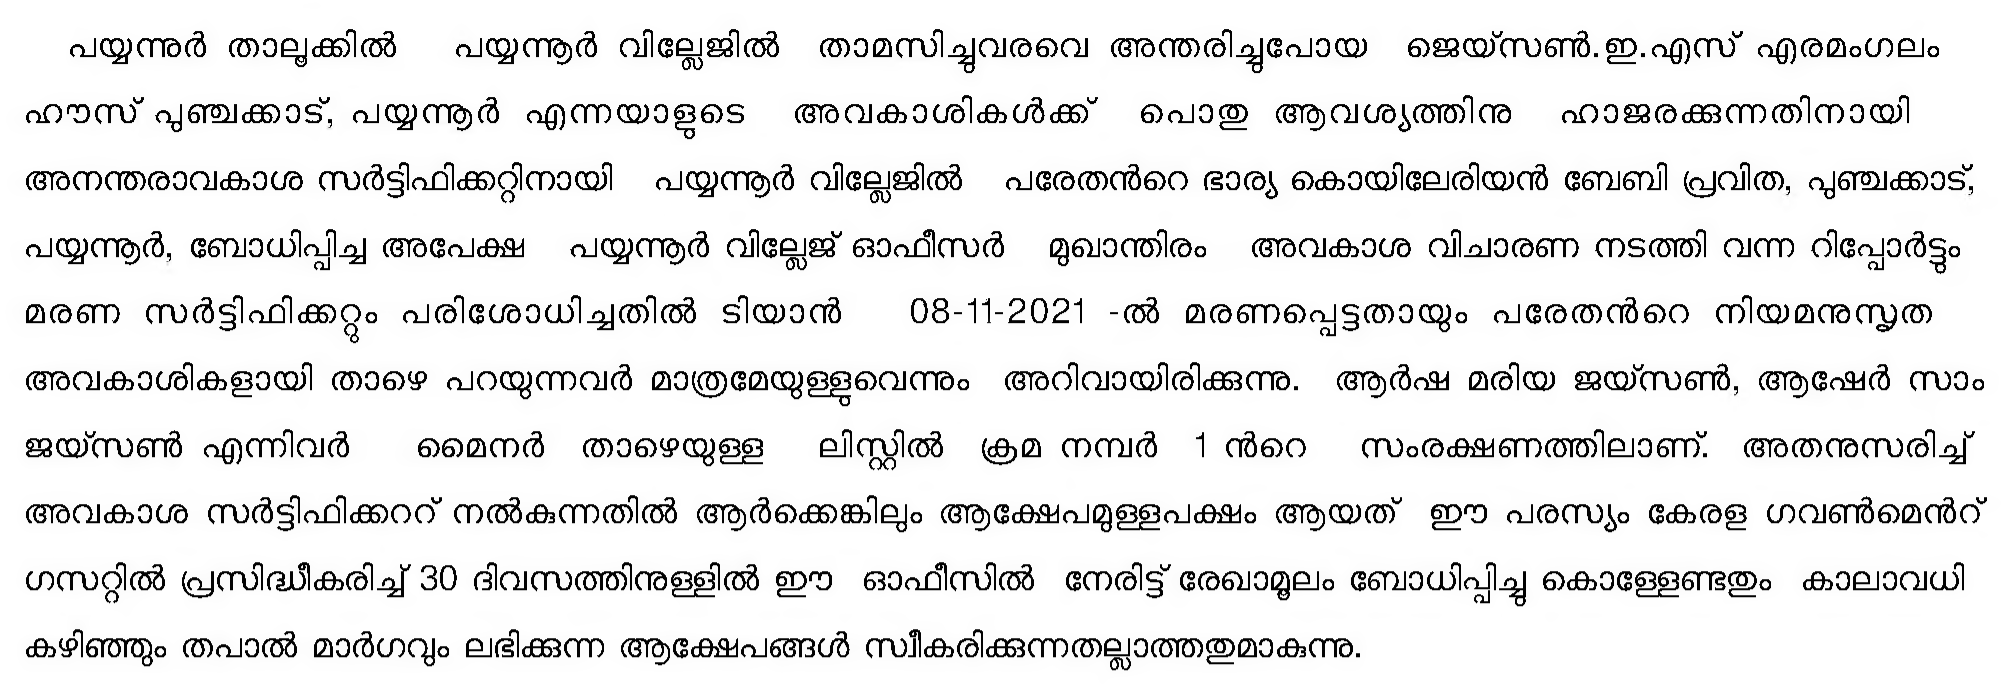 പയ്യന്നുർ താലൂക്കിൽ പയ്യന്നൂർ വില്ലേജിൽ താമസിച്ചുവരവെ അന്തരിച്ചുപോയ ജെയ്സൺ.ഇ.എസ് എരമംഗലം
ഹൗസ് പുഞ്ചക്കാട്, പയ്യന്നൂർ എന്നയാളുടെ അവകാശികൾക്ക് പൊതു ആവശ്യത്തിനു ഹാജരക്കുന്നതിനായി
അനന്തരാവകാശ സർട്ടിഫിക്കറ്റിനായി പയ്യന്നൂർ വില്ലേജിൽ പരേതൻറെ ഭാര്യ കൊയിലേരിയൻ ബേബി പ്രവിത, പുഞ്ചക്കാട്,
പയ്യന്നൂർ, ബോധിപ്പിച്ച അപേക്ഷ പയ്യന്നൂർ വില്ലേജ് ഓഫീസർ മുഖാന്തിരം അവകാശ വിചാരണ നടത്തി വന്ന റിപ്പോർട്ടും
മരണ സർട്ടിഫിക്കറ്റും പരിശോധിച്ചതിൽ ടിയാൻ 08-11-2021 -ൽ മരണപ്പെട്ടതായും പരേതൻറെ നിയമനുസൃത
അവകാശികളായി താഴെ പറയുന്നവർ മാത്രമേയുള്ളുവെന്നും അറിവായിരിക്കുന്നു. ആർഷ മരിയ ജയ്സൺ, ആഷേർ സാം
ജയ്സൺ എന്നിവർ മൈനർ താഴെയുള്ള ലിസ്റ്റിൽ ക്രമ നമ്പർ 1 ൻറെ സംരക്ഷണത്തിലാണ്. അതനുസരിച്ച്
അവകാശ സർട്ടിഫിക്കററ് നൽകുന്നതിൽ ആർക്കെങ്കിലും ആക്ഷേപമുള്ളപക്ഷം ആയത് ഈ പരസ്യം കേരള ഗവൺമെൻറ്
ഗസറ്റിൽ പ്രസിദ്ധീകരിച്ച് 30 ദിവസത്തിനുള്ളിൽ ഈ ഓഫീസിൽ നേരിട്ട് രേഖാമൂലം ബോധിപ്പിച്ചു കൊള്ളേണ്ടതും കാലാവധി
കഴിഞ്ഞും തപാൽ മാർഗവും ലഭിക്കുന്ന ആക്ഷേപങ്ങൾ സ്വീകരിക്കുന്നതല്ലാത്തതുമാകുന്നു.